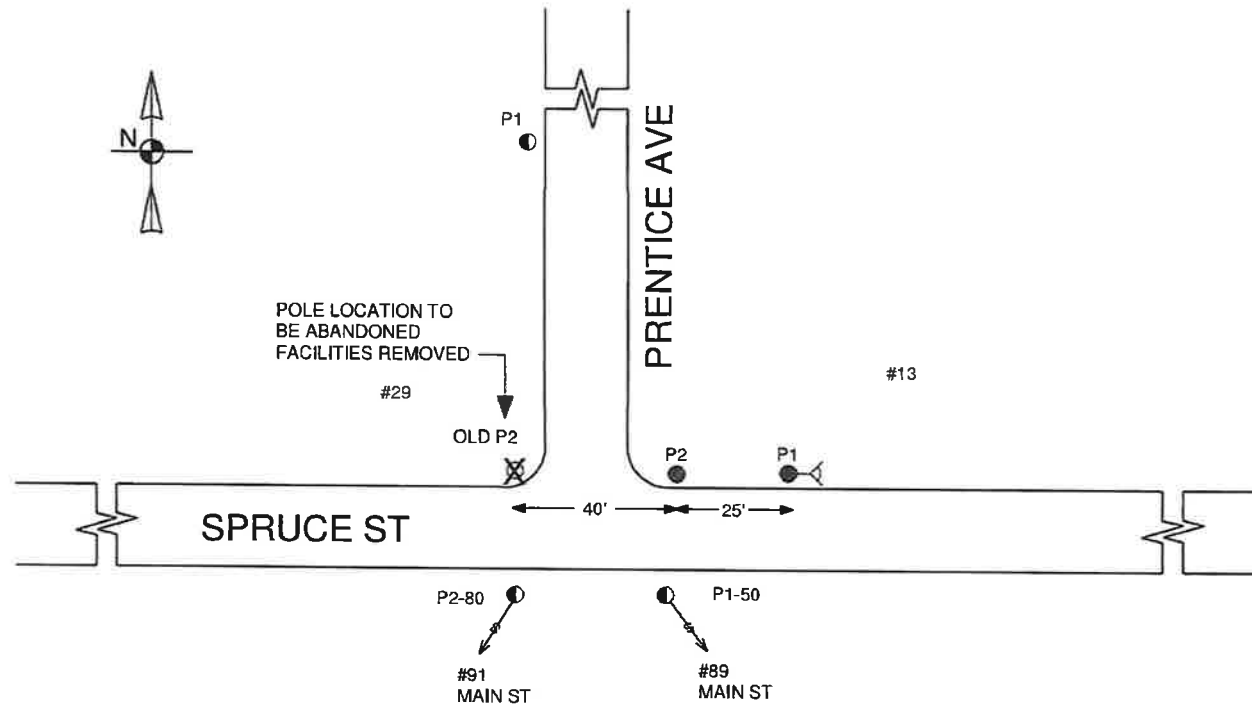 P1
N
PRENTICE AVE
POLE LOCATION TO
BE ABANDONED
FACILITIES REMOVED
#29
#13
OLD P2
P2
P1
40'
25'
SPRUCE ST
P2-80
P1-50
S
S
#91
MAIN ST
#89
MAIN ST